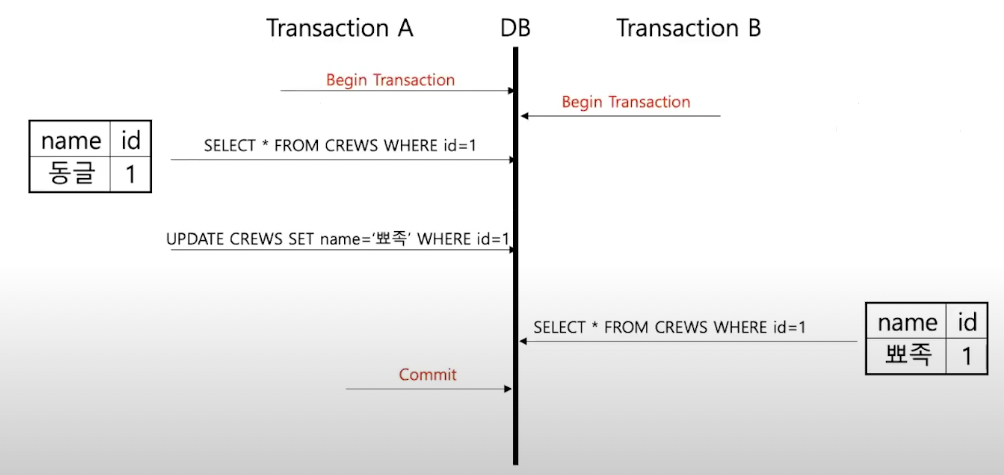 Transaction A DB Transaction B
Begin Transaction
Begin Transaction
name id
동글 1
SELECT * FROM CREWS WHERE id=1
UPDATE CREWS SET name=‘뾰족’ WHERE id=1
SELECT * FROM CREWS WHERE id=1
name id
뾰족 1
Commit